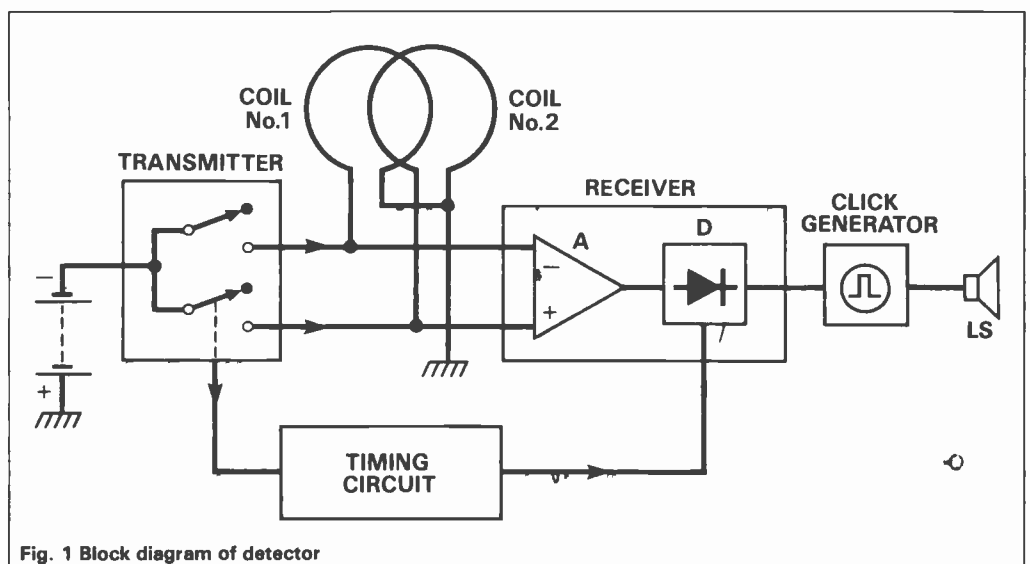 COIL
No.1
COIL
No.2
TRANSMITTER
RECEIVER
CLICK
GENERATOR
A
D
−
+
−
+
LS
TIMING
CIRCUIT
Fig. 1 Block diagram of detector